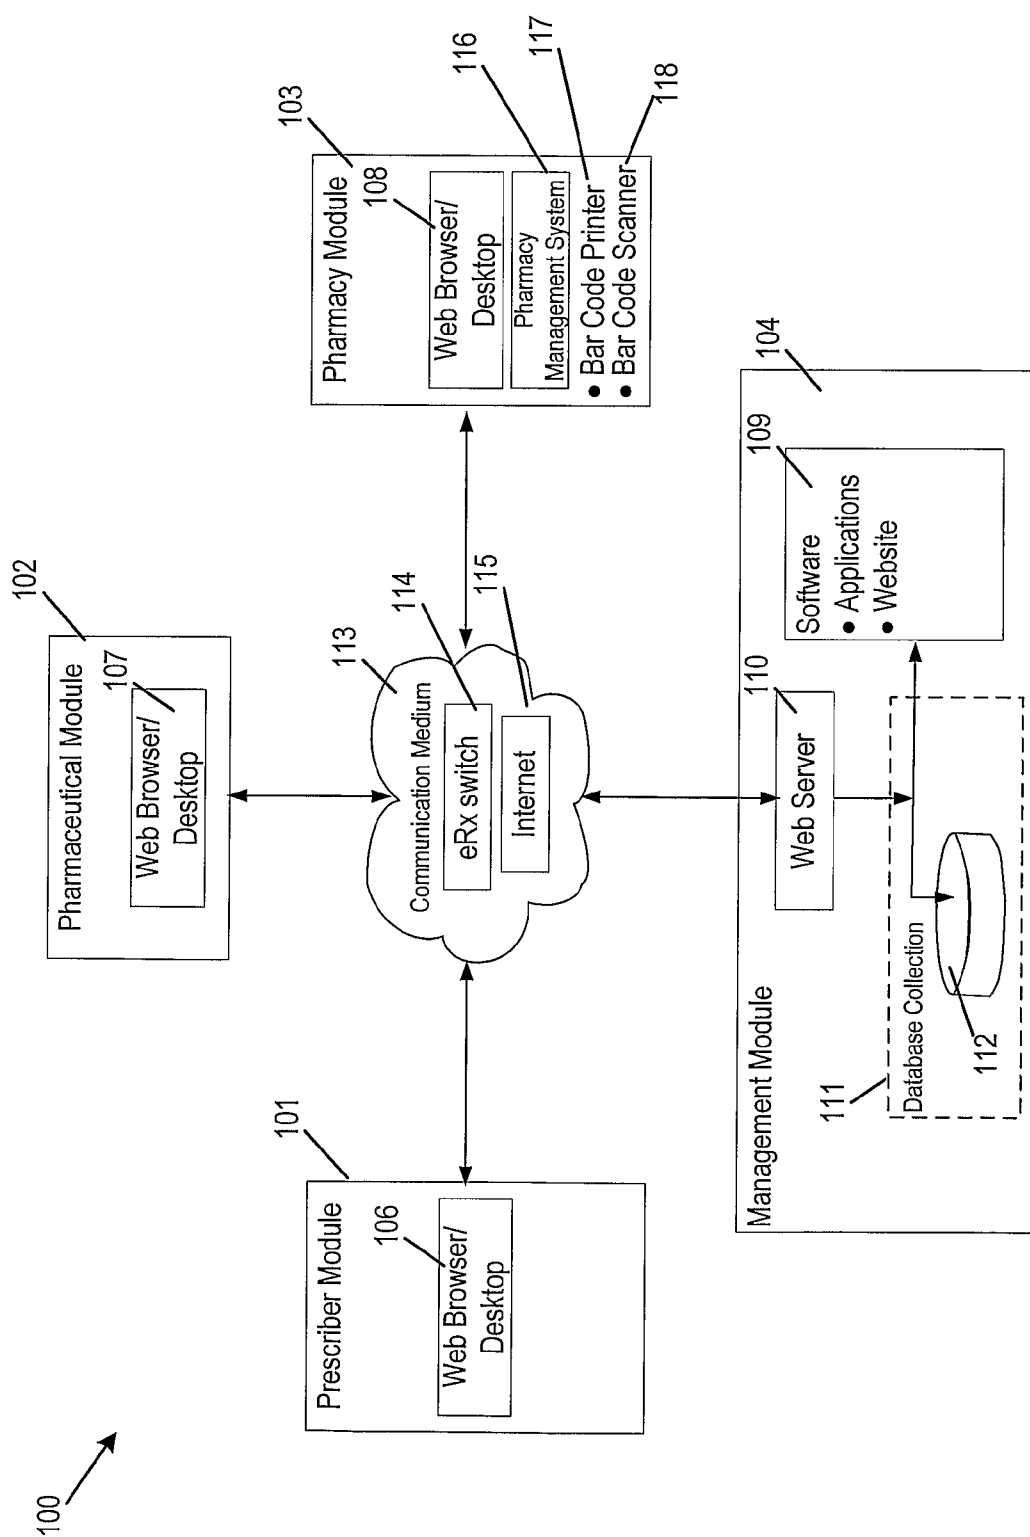 100
102
Pharmaceutical Module
107
Web Browser/
Desktop
101
Prescriber Module
106
Web Browser/
Desktop
113
Communication Medium
114
eRx switch
115
Internet
103
Pharmacy Module
108
Web Browser/
Desktop
116
Pharmacy
Management System
117
● Bar Code Printer
118
● Bar Code Scanner
104
Management Module
110
Web Server
109
Software
● Applications
● Website
111
Database Collection
112